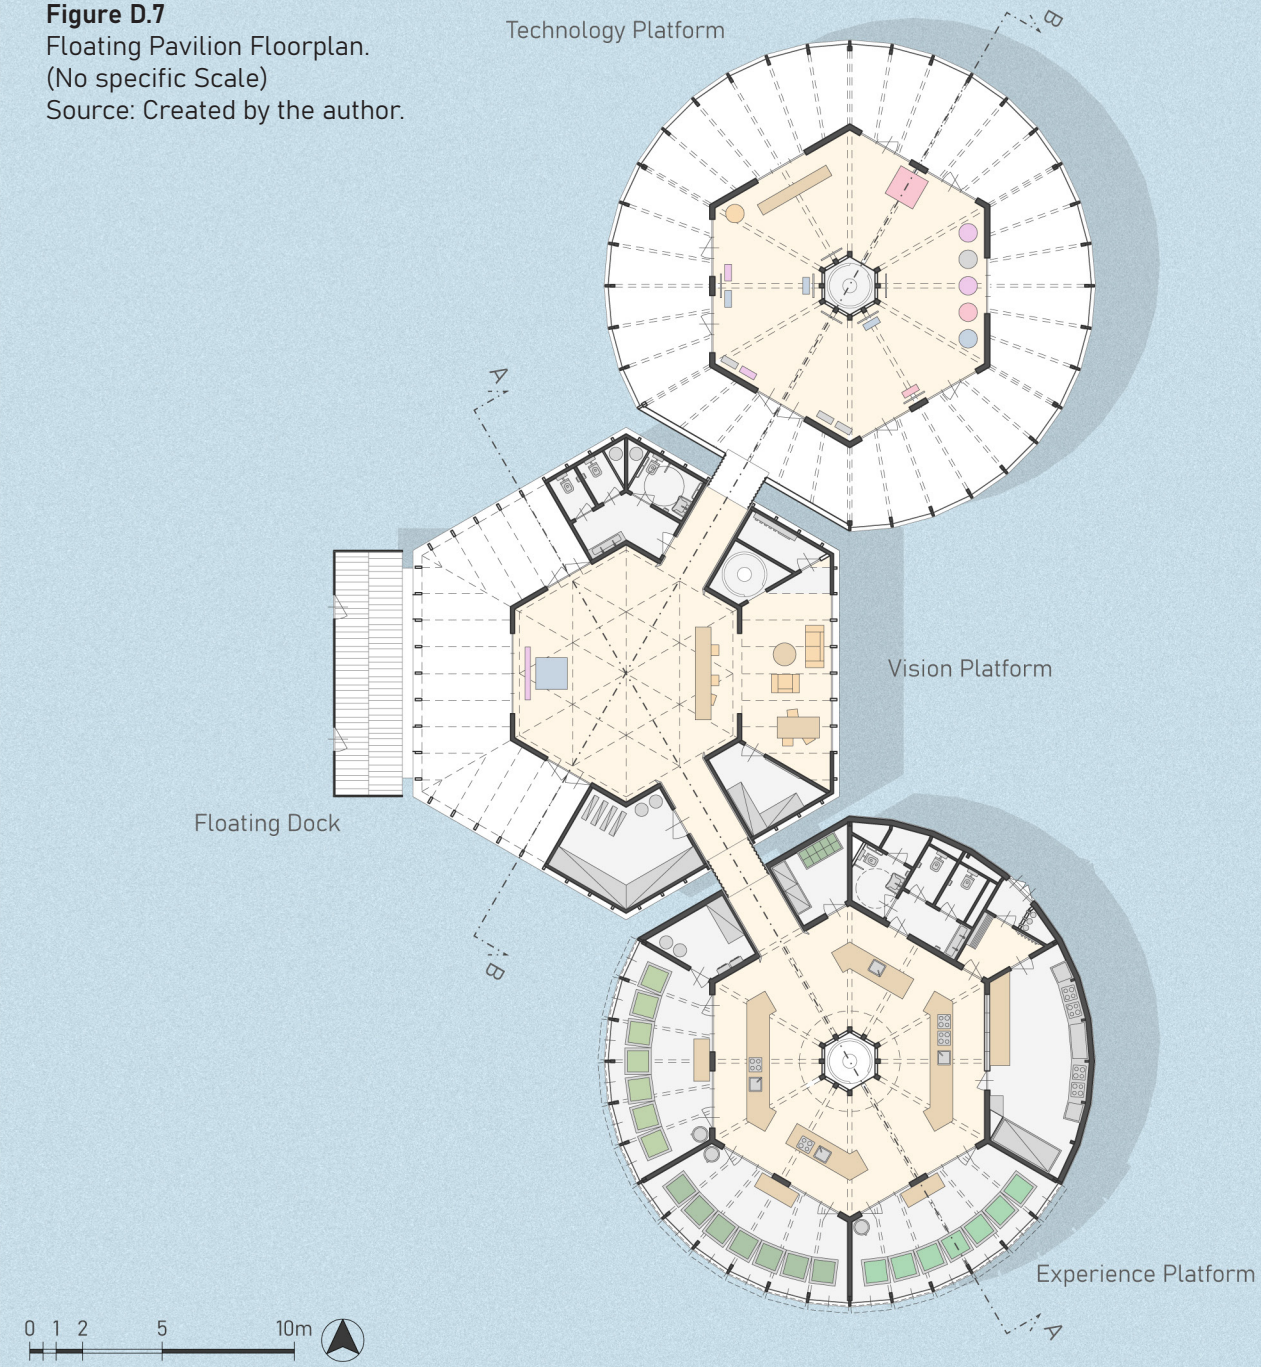 Figure D.7
Floating Pavilion Floorplan.
(No specific Scale)
Source: Created by the author.
Technology Platform
B
A
Vision Platform
Floating Dock
B
Experience Platform
A
0 1 2 5 10m